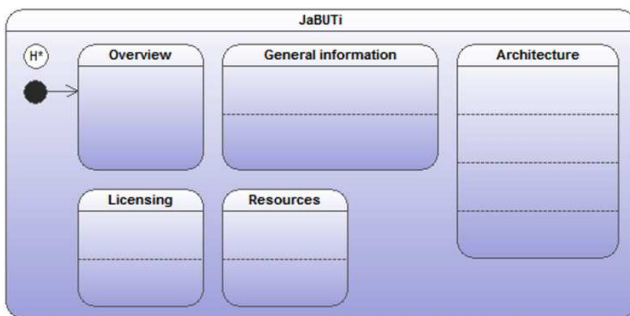 JaBUTi
H*
Overview
General information
Architecture
Licensing
Resources